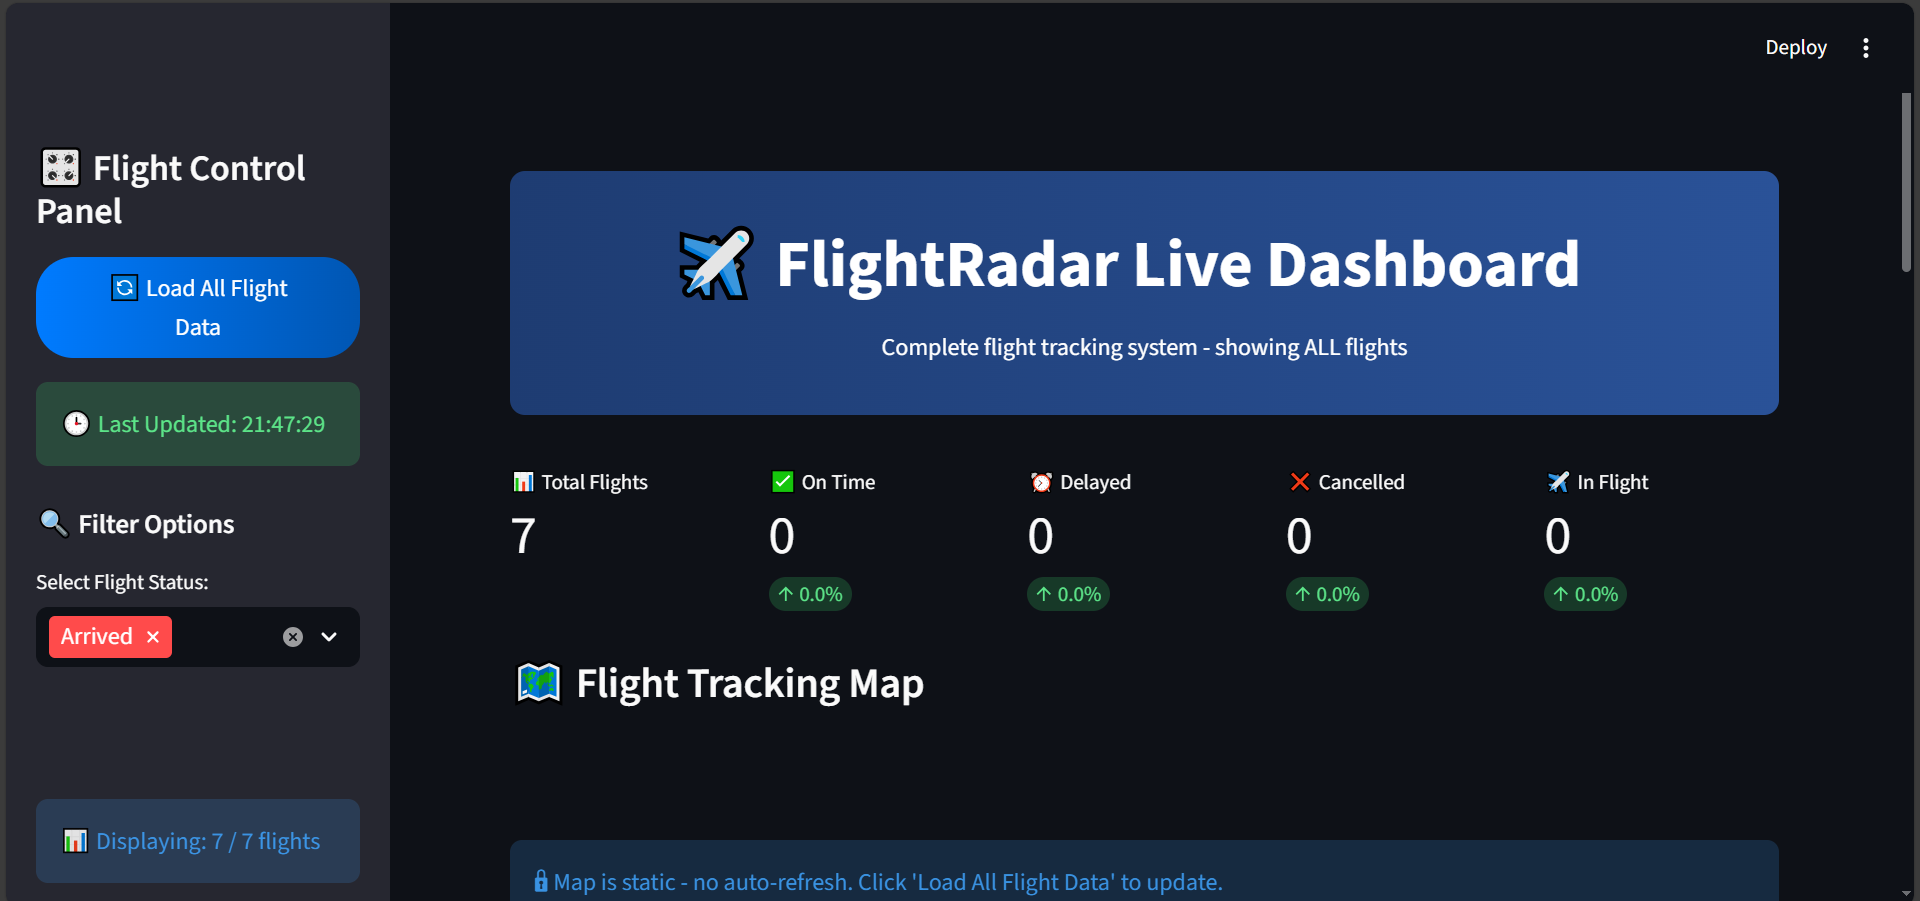 Deploy
Flight Control
Panel
Load All Flight
Data
Last Updated: 21:47:29
Filter Options
Select Flight Status:
Arrived
Displaying: 7 / 7 flights
FlightRadar Live Dashboard
Complete flight tracking system - showing ALL flights
Total Flights
7
On Time
0
↑ 0.0%
Delayed
0
↑ 0.0%
Cancelled
0
↑ 0.0%
In Flight
0
↑ 0.0%
Flight Tracking Map
Map is static - no auto-refresh. Click 'Load All Flight Data' to update.